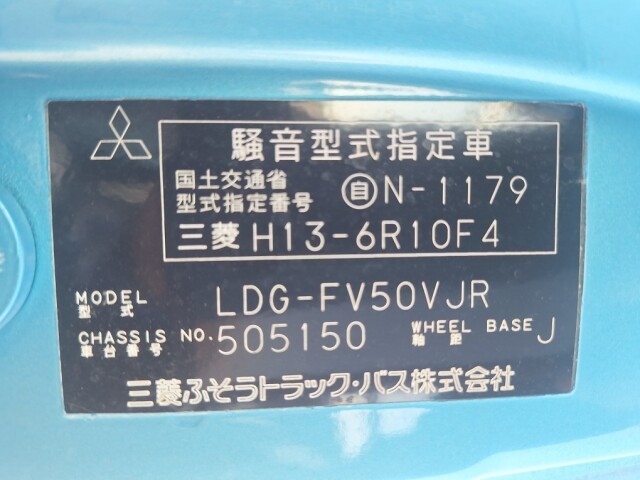 騒音型式指定車
国土交通省
型式指定番号 自N-1179
三菱 H13-6R10F4
MODEL
型式 LDG-FV50VJR
CHASSIS NO.
車台番号 505150 WHEEL BASE
軸距 J
三菱ふそうトラック・バス株式会社